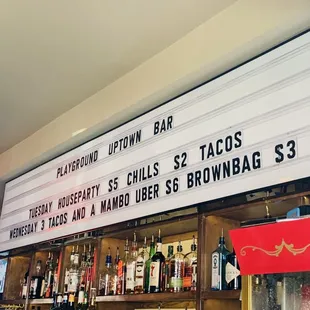 PLAYGROUND UPTOWN BAR
TUESDAY HOUSEPARTY $5 CHILLS $2 TACOS
WEDNESDAY 3 TACOS AND A MAMBO UBER $6 BROWNBAG $3